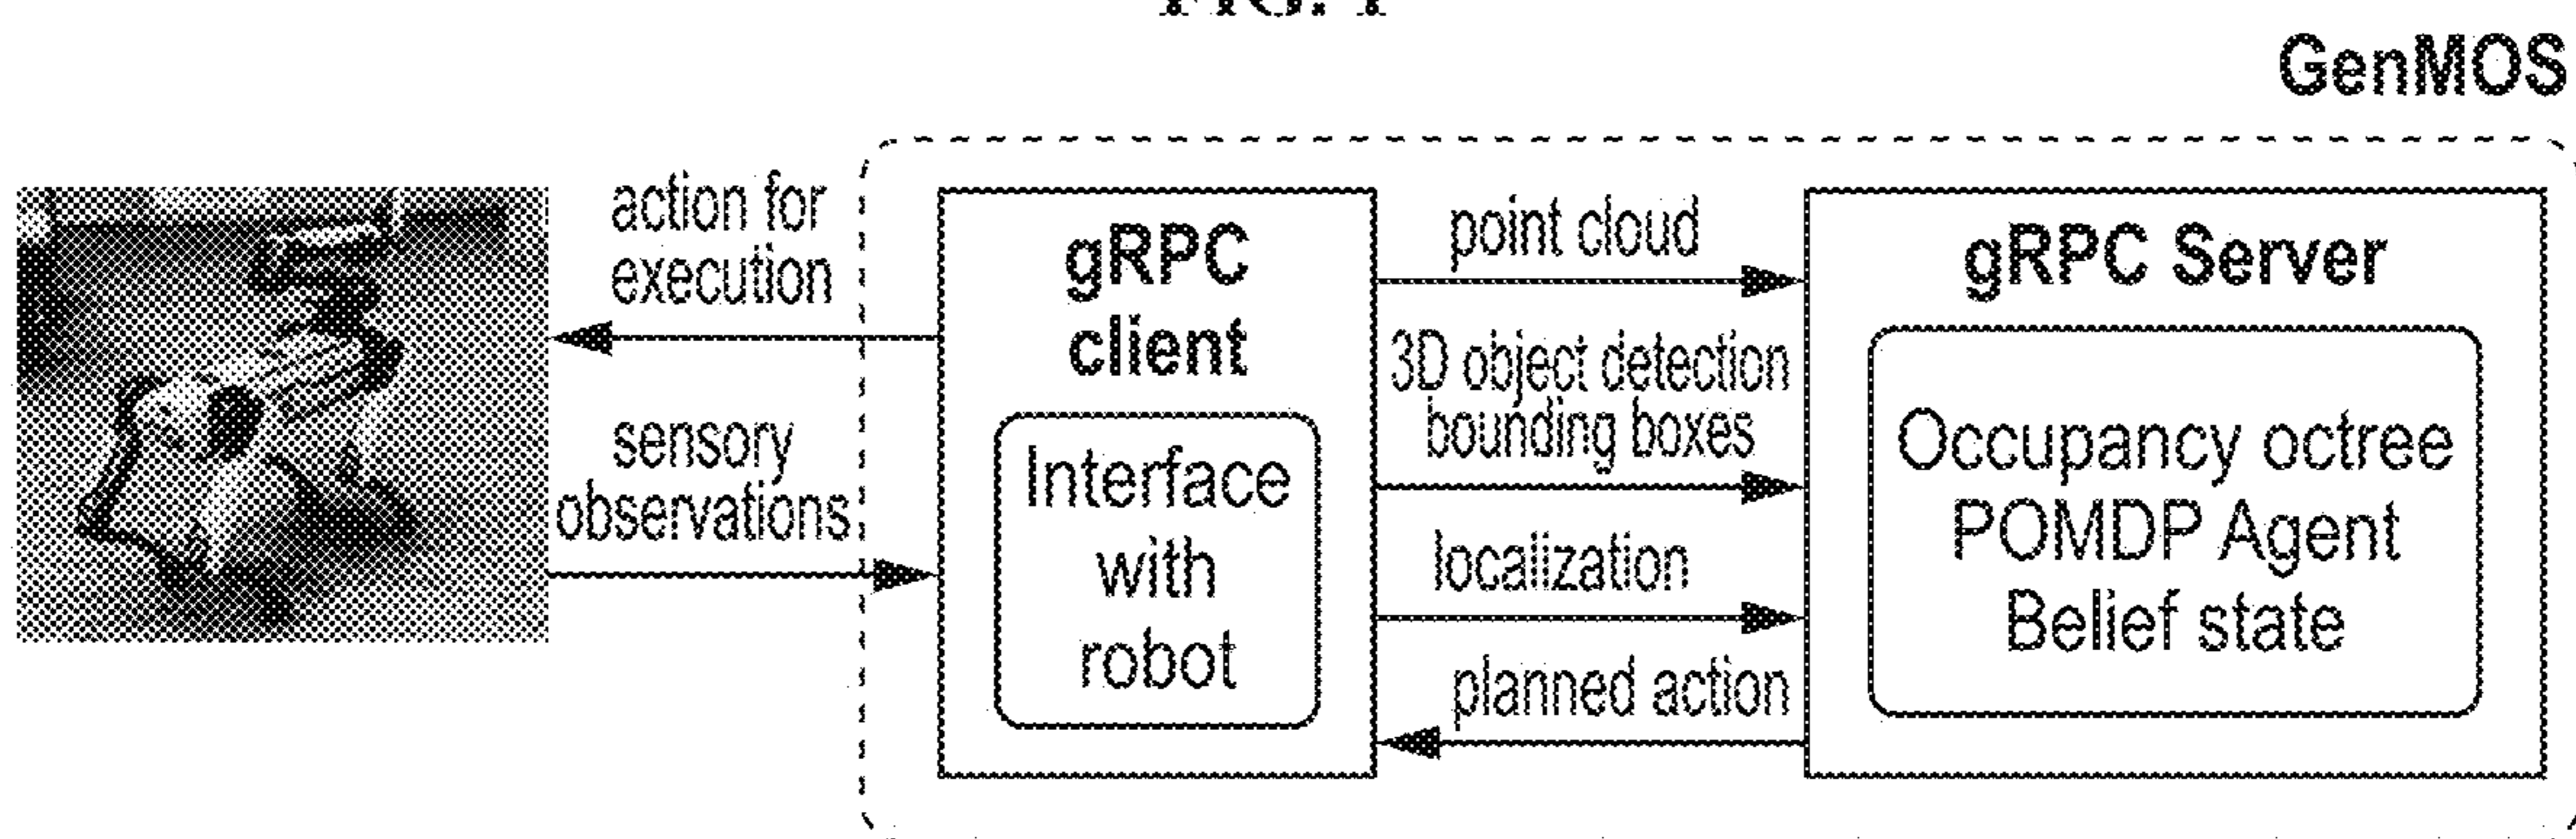 GenMOS
action for
execution
sensory
observations
gRPC
client
Interface
with
robot
point cloud
3D object detection
bounding boxes
localization
planned action
gRPC Server
Occupancy octree
POMDP Agent
Belief state